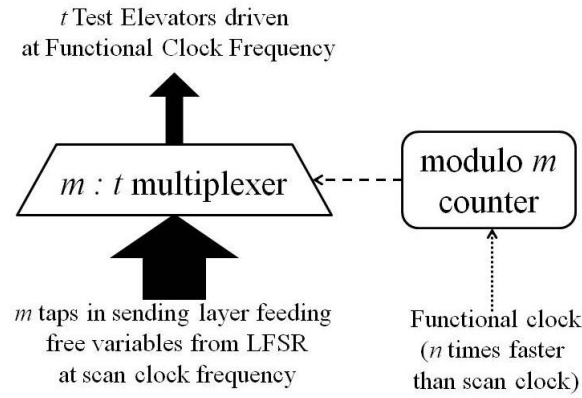 t Test Elevators driven
at Functional Clock Frequency
m : t multiplexer
modulo m
counter
m taps in sending layer feeding
free variables from LFSR
at scan clock frequency
Functional clock
(n times faster
than scan clock)